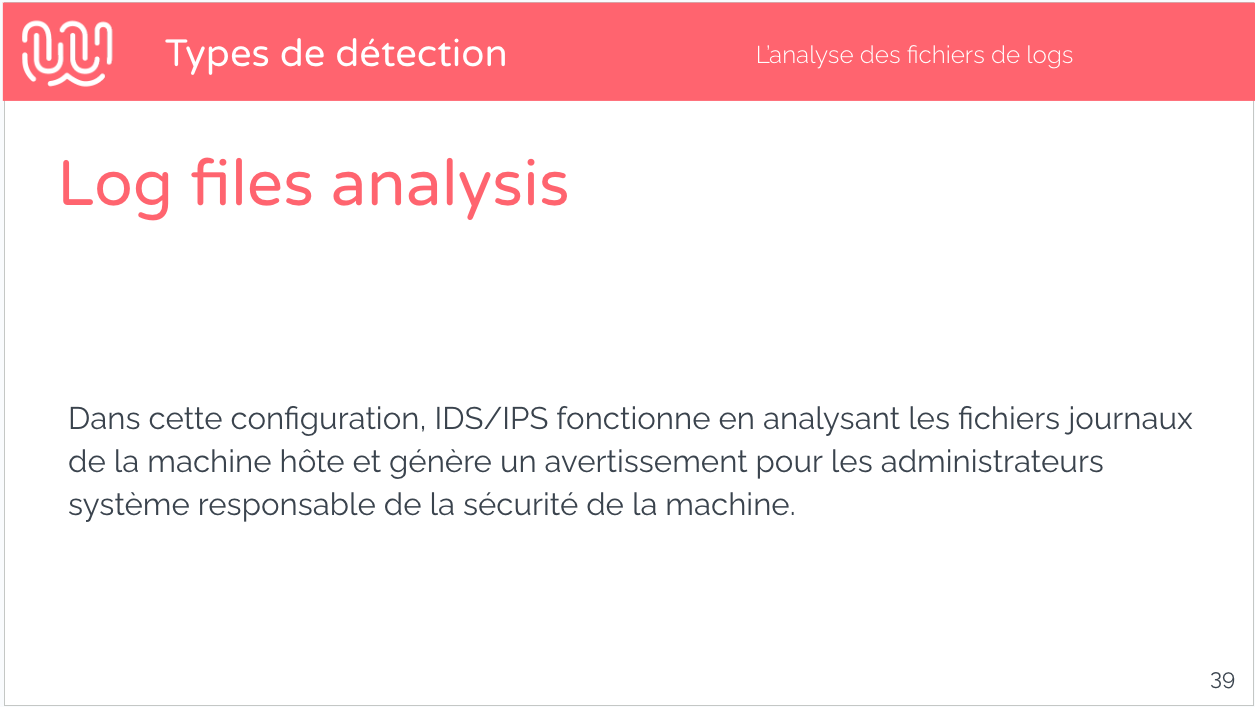 Types de détection
L'analyse des fichiers de logs
Log files analysis
Dans cette configuration, IDS/IPS fonctionne en analysant les fichiers journaux
de la machine hôte et génère un avertissement pour les administrateurs
système responsable de la sécurité de la machine.
39